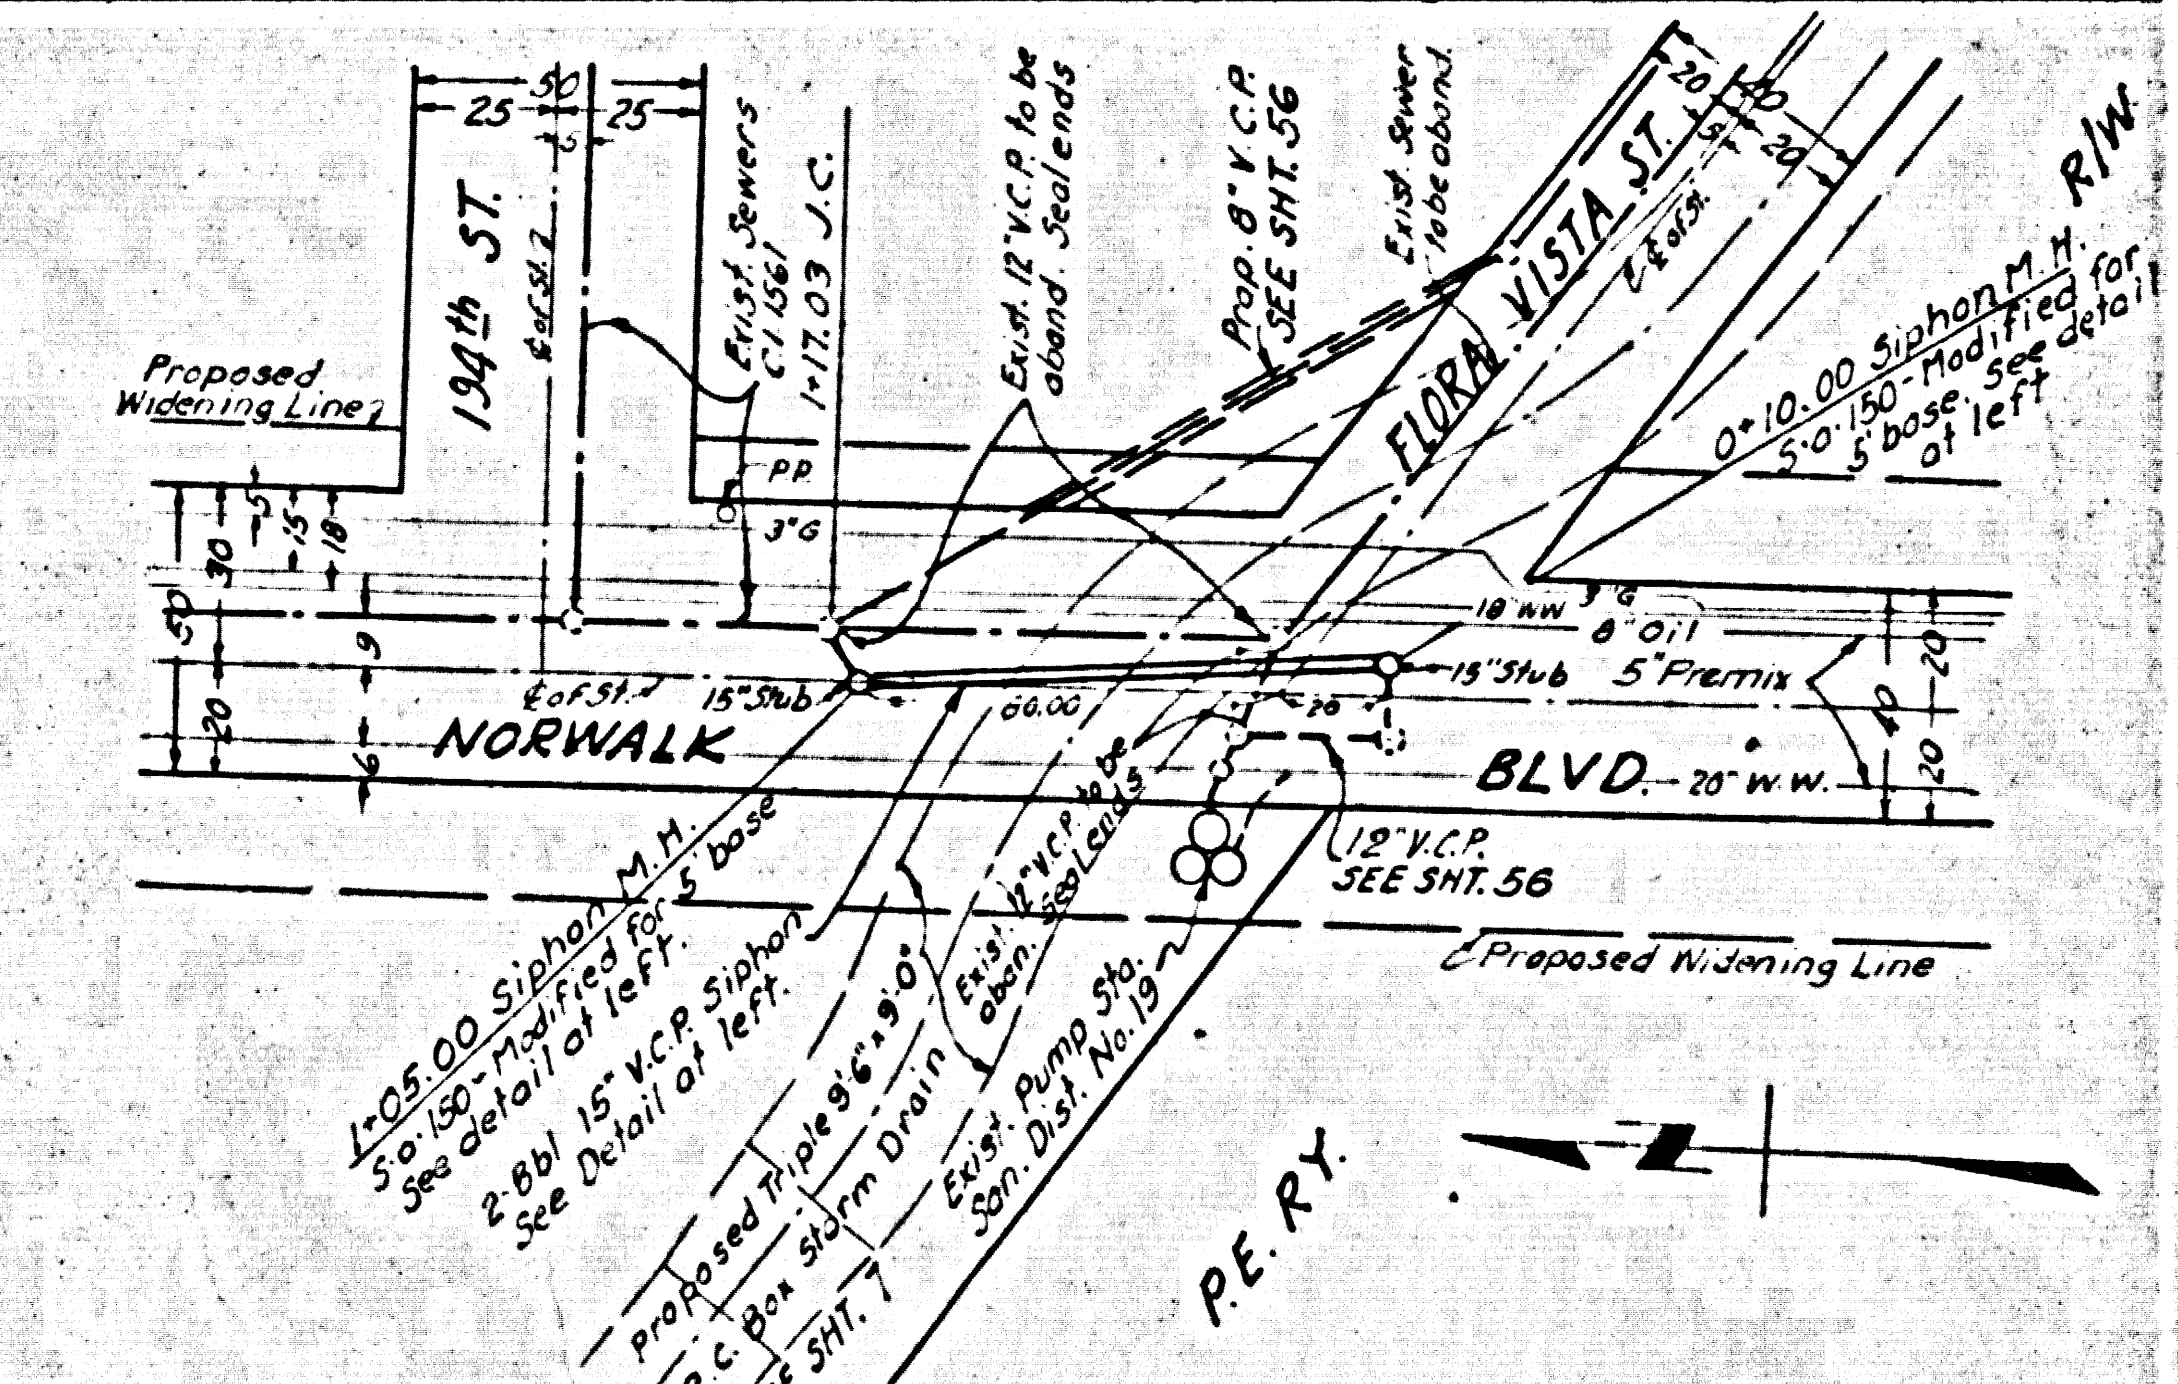 50
25
25
5
194th ST.
℄ of St.
Exist. Sewers
C.I. 1561
1+17.03 J.C.
Exist. 12" V.C.P. to be
aband. Seal ends
Prop. 8" V.C.P.
SEE SHT. 56
Exist. Sewer
to be aband.
20
20
5
FLORA VISTA ST.
℄ of St.
R/W
0+10.00 Siphon M.H.
S.O. 150-Modified for
5' base. See detail
at left
Proposed
Widening Line
PP
3"G
5
15
18
30
50
9
20
6
℄ of St.
15" Stub
60.00
20
18" WW
3"G
8" Oil
15" Stub
5" Premix
40
20
20
NORWALK
BLVD.
20" W.W.
12" V.C.P.
SEE SHT. 56
Proposed Widening Line
1+05.00 Siphon M.H.
S.O. 150-Modified for 5' base
See detail at left.
2-Bbl 15" V.C.P. Siphon
See Detail at left.
Exist. 12" V.C.P. to be
aban. Seal ends
Proposed Triple 9'-6" x 9'-0"
R.C. Box Storm Drain
SHT. 7
Exist. Pump Sta.
San. Dist. No. 19
P.E. RY.
N